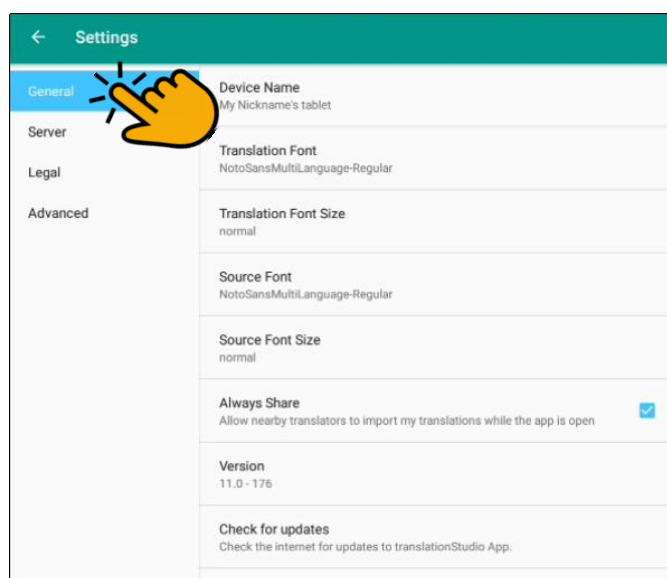 Settings
General
Server
Legal
Advanced
Device Name
My Nickname's tablet
Translation Font
NotoSansMultiLanguage-Regular
Translation Font Size
normal
Source Font
NotoSansMultiLanguage-Regular
Source Font Size
normal
Always Share
Allow nearby translators to import my translations while the app is open
Version
11.0 - 176
Check for updates
Check the internet for updates to translationStudio App.